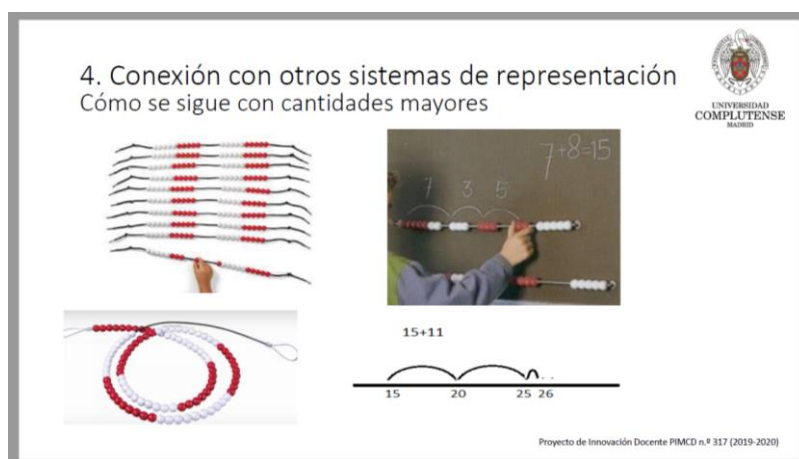 4. Conexión con otros sistemas de representación
Cómo se sigue con cantidades mayores
UNIVERSIDAD
COMPLUTENSE
MADRID
7+8=15
7 3 5
15+11
15 20 25 26
Proyecto de Innovación Docente PIMCD n.º 317 (2019-2020)